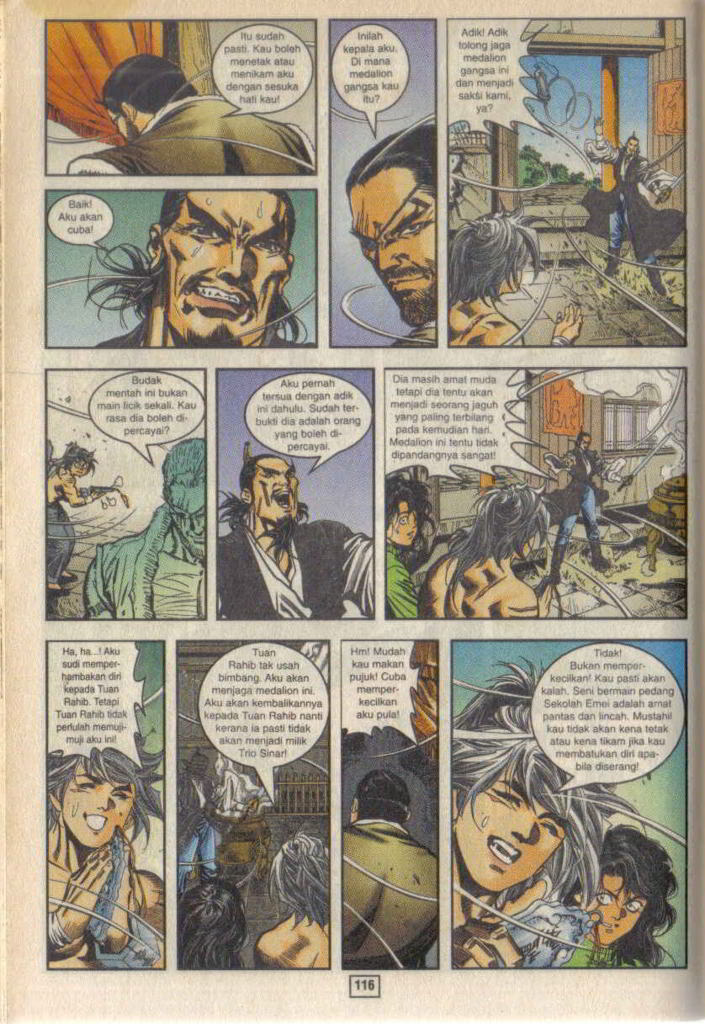 Itu sudah
pasti. Kau boleh
menetak atau
menikam aku
dengan sesuka
hati kau!
Baik!
Aku akan
cuba!
Inilah
kepala aku.
Di mana
medalion
gangsa kau
itu?
Adik! Adik
tolong jaga
medalion
gangsa ini
dan menjadi
saksi kami,
ya?
Budak
mentah ini bukan
main licik sekali. Kau
rasa dia boleh di-
percayai?
Aku pernah
tersua dengan adik
ini dahulu. Sudah ter-
bukti dia adalah orang
yang boleh di-
percayai.
Dia masih amat muda
tetapi dia tentu akan
menjadi seorang jaguh
yang paling terbilang
pada kemudian hari.
Medalion ini tentu tidak
dipandangnya sangat!
Ha, ha...! Aku
sudi memper-
hambakan diri
kepada Tuan
Rahib. Tetapi
Tuan Rahib tidak
perlulah memuji-
muji aku ini!
Tuan
Rahib tak usah
bimbang. Aku akan
menjaga medalion ini.
Aku akan kembalikannya
kepada Tuan Rahib nanti
kerana ia pasti tidak
akan menjadi milik
Trio Sinar!
Hm! Mudah
kau makan
pujuk! Cuba
memper-
kecilkan
aku pula!
Tidak!
Bukan memper-
kecilkan! Kau pasti akan
kalah. Seni bermain pedang
Sekolah Emei adalah amat
pantas dan lincah. Mustahil
kau tidak akan kena tetak
atau kena tikam jika kau
membatukan diri apa-
bila diserang!
116